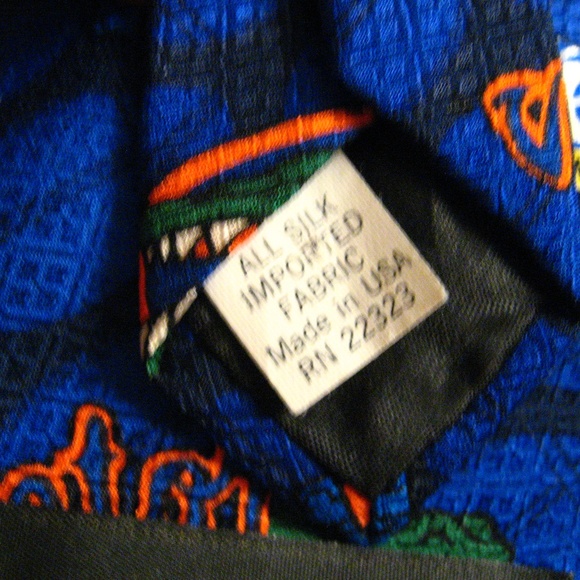 ALL SILK
IMPORTED
FABRIC
Made in USA
RN 22323